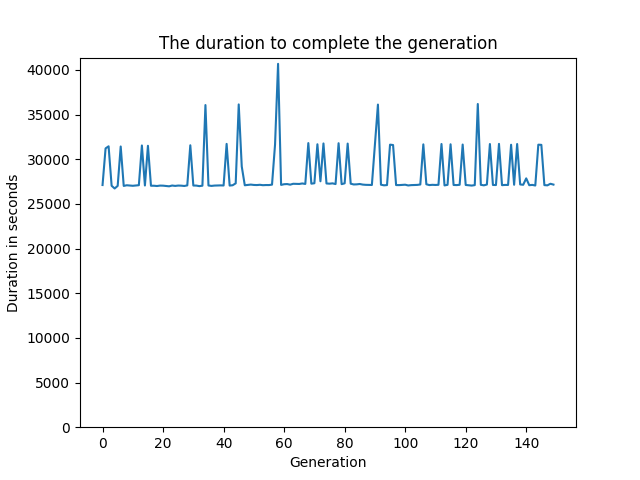 The duration to complete the generation
40000
35000
30000
25000
20000
15000
10000
5000
0
Duration in seconds
0 20 40 60 80 100 120 140
Generation